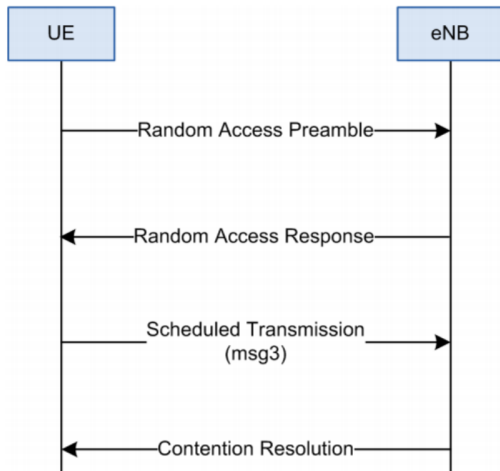 UE
eNB
Random Access Preamble
Random Access Response
Scheduled Transmission
(msg3)
Contention Resolution